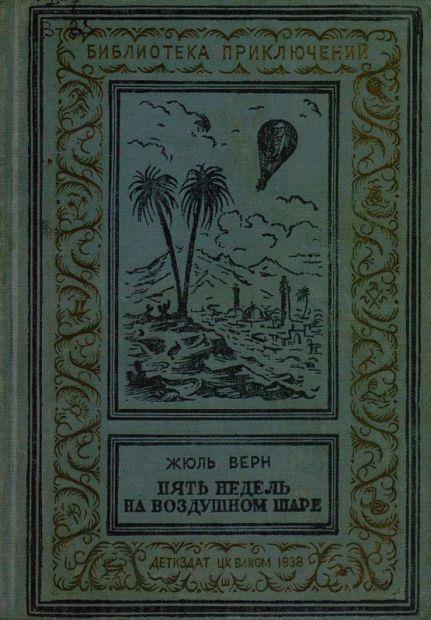 БИБЛИОТЕКА ПРИКЛЮЧЕНИЙ
ЖЮЛЬ ВЕРН
ПЯТЬ НЕДЕЛЬ
НА ВОЗДУШНОМ ШАРЕ
ДЕТИЗДАТ ЦК ВЛКСМ 1938